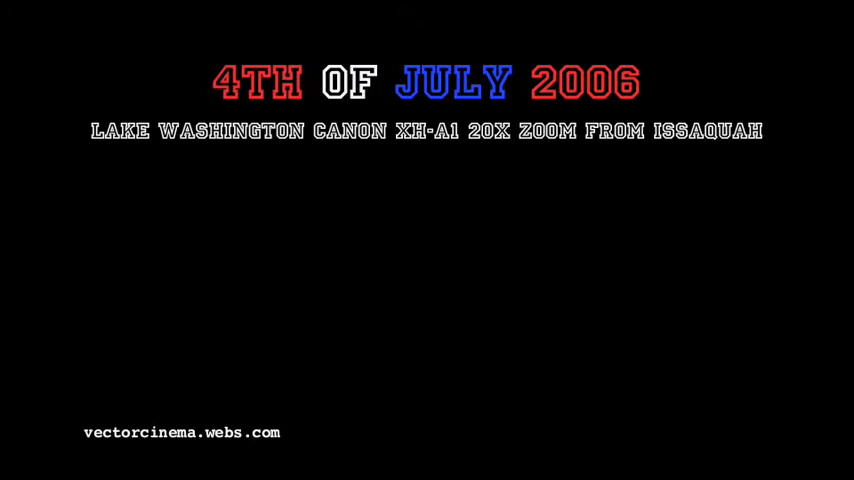 4TH OF JULY 2006
LAKE WASHINGTON CANON XH-A1 20X ZOOM FROM ISSAQUAH
vectorcinema.webs.com